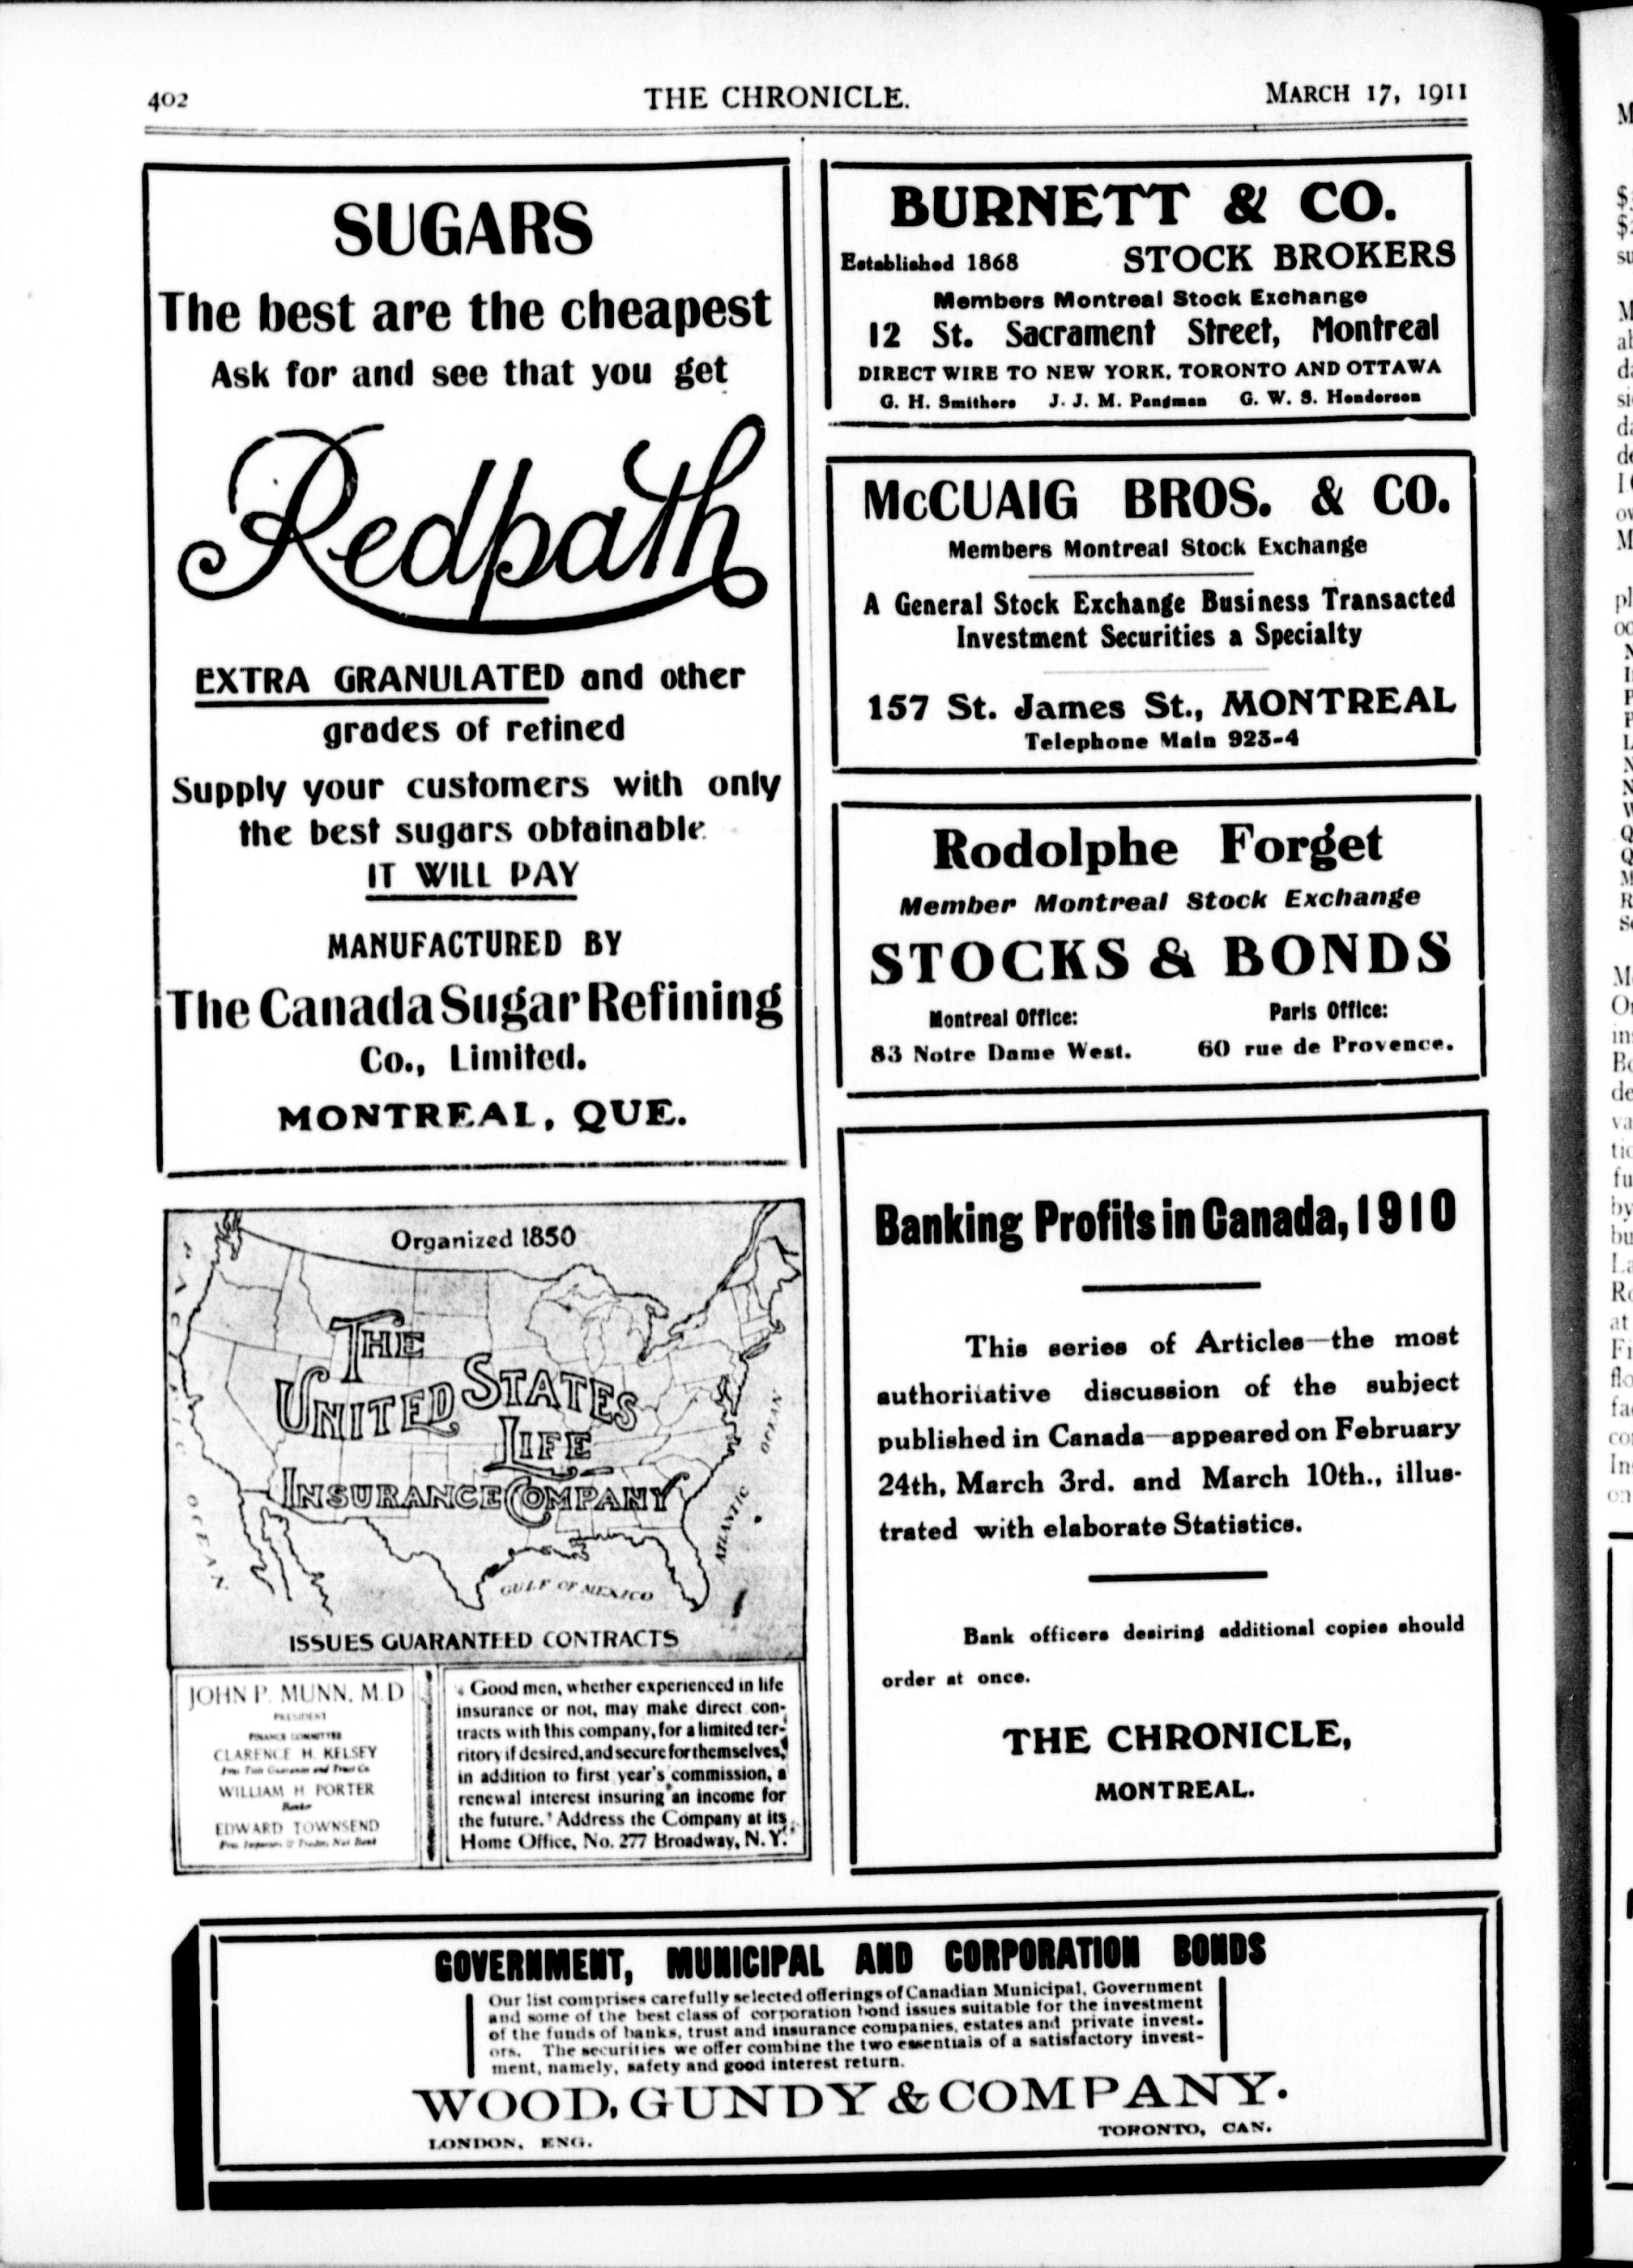 402
THE CHRONICLE.
MARCH 17, 1911
SUGARS
The best are the cheapest
Ask for and see that you get
Redpath
EXTRA GRANULATED and other
grades of refined
Supply your customers with only
the best sugars obtainable
IT WILL PAY
MANUFACTURED BY
The Canada Sugar Refining
Co., Limited.
MONTREAL, QUE.
Organized 1850
PACIFIC
OCEAN
THE
UNITED STATES
LIFE
INSURANCE COMPANY
ATLANTIC OCEAN
GULF OF MEXICO
ISSUES GUARANTEED CONTRACTS
JOHN P. MUNN, M.D
PRESIDENT
FINANCE COMMITTEE
CLARENCE H. KELSEY
Pres. Title Guarantee and Trust Co.
WILLIAM H PORTER
Banker
EDWARD TOWNSEND
Pres. Importers & Traders Nat. Bank
Good men, whether experienced in life
insurance or not, may make direct con-
tracts with this company, for a limited ter-
ritory if desired, and secure for themselves,
in addition to first year's commission, a
renewal interest insuring an income for
the future. Address the Company at its
Home Office, No. 277 Broadway, N. Y.
BURNETT & CO.
Established 1868 STOCK BROKERS
Members Montreal Stock Exchange
12 St. Sacrament Street, Montreal
DIRECT WIRE TO NEW YORK, TORONTO AND OTTAWA
G. H. Smithers J. J. M. Pangman G. W. S. Henderson
McCUAIG BROS. & CO.
Members Montreal Stock Exchange
A General Stock Exchange Business Transacted
Investment Securities a Specialty
157 St. James St., MONTREAL
Telephone Main 923-4
Rodolphe Forget
Member Montreal Stock Exchange
STOCKS & BONDS
Montreal Office: Paris Office:
83 Notre Dame West. 60 rue de Provence.
Banking Profits in Canada, 1910
This series of Articles—the most
authoritative discussion of the subject
published in Canada—appeared on February
24th, March 3rd. and March 10th., illus-
trated with elaborate Statistics.
Bank officers desiring additional copies should
order at once.
THE CHRONICLE,
MONTREAL.
GOVERNMENT, MUNICIPAL AND CORPORATION BONDS
Our list comprises carefully selected offerings of Canadian Municipal, Government
and some of the best class of corporation bond issues suitable for the investment
of the funds of banks, trust and insurance companies, estates and private invest-
ors. The securities we offer combine the two essentials of a satisfactory invest-
ment, namely, safety and good interest return.
WOOD, GUNDY & COMPANY.
LONDON, ENG. TORONTO, CAN.